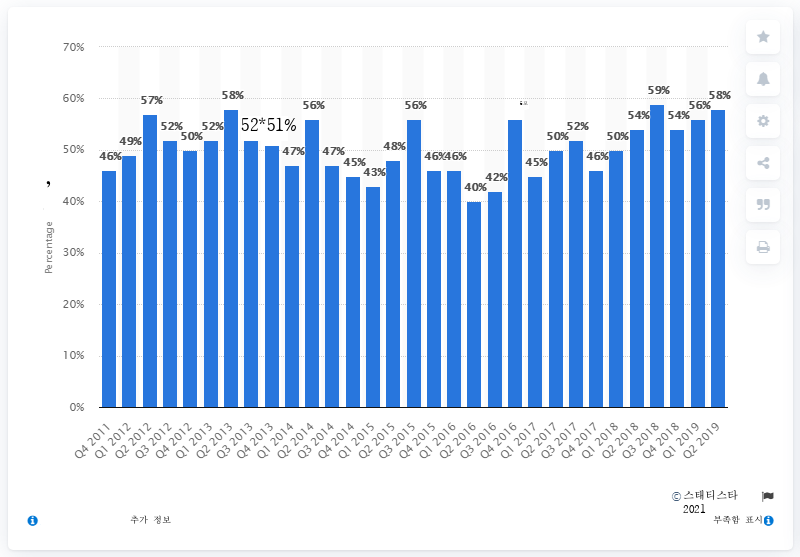 70%
60%
50%
40%
30%
20%
10%
0%
Percentage
46%
49%
57%
52%
50%
52%
58%
52*51%
47%
56%
47%
45%
43%
48%
56%
46%
46%
40%
42%
45%
50%
52%
46%
50%
54%
59%
54%
56%
58%
Q4 2011
Q1 2012
Q2 2012
Q3 2012
Q4 2012
Q1 2013
Q2 2013
Q3 2013
Q4 2013
Q1 2014
Q2 2014
Q3 2014
Q4 2014
Q1 2015
Q2 2015
Q3 2015
Q4 2015
Q1 2016
Q2 2016
Q3 2016
Q4 2016
Q1 2017
Q2 2017
Q3 2017
Q4 2017
Q1 2018
Q2 2018
Q3 2018
Q4 2018
Q1 2019
Q2 2019
© 스태티스타
2021
추가 정보
부족함 표시